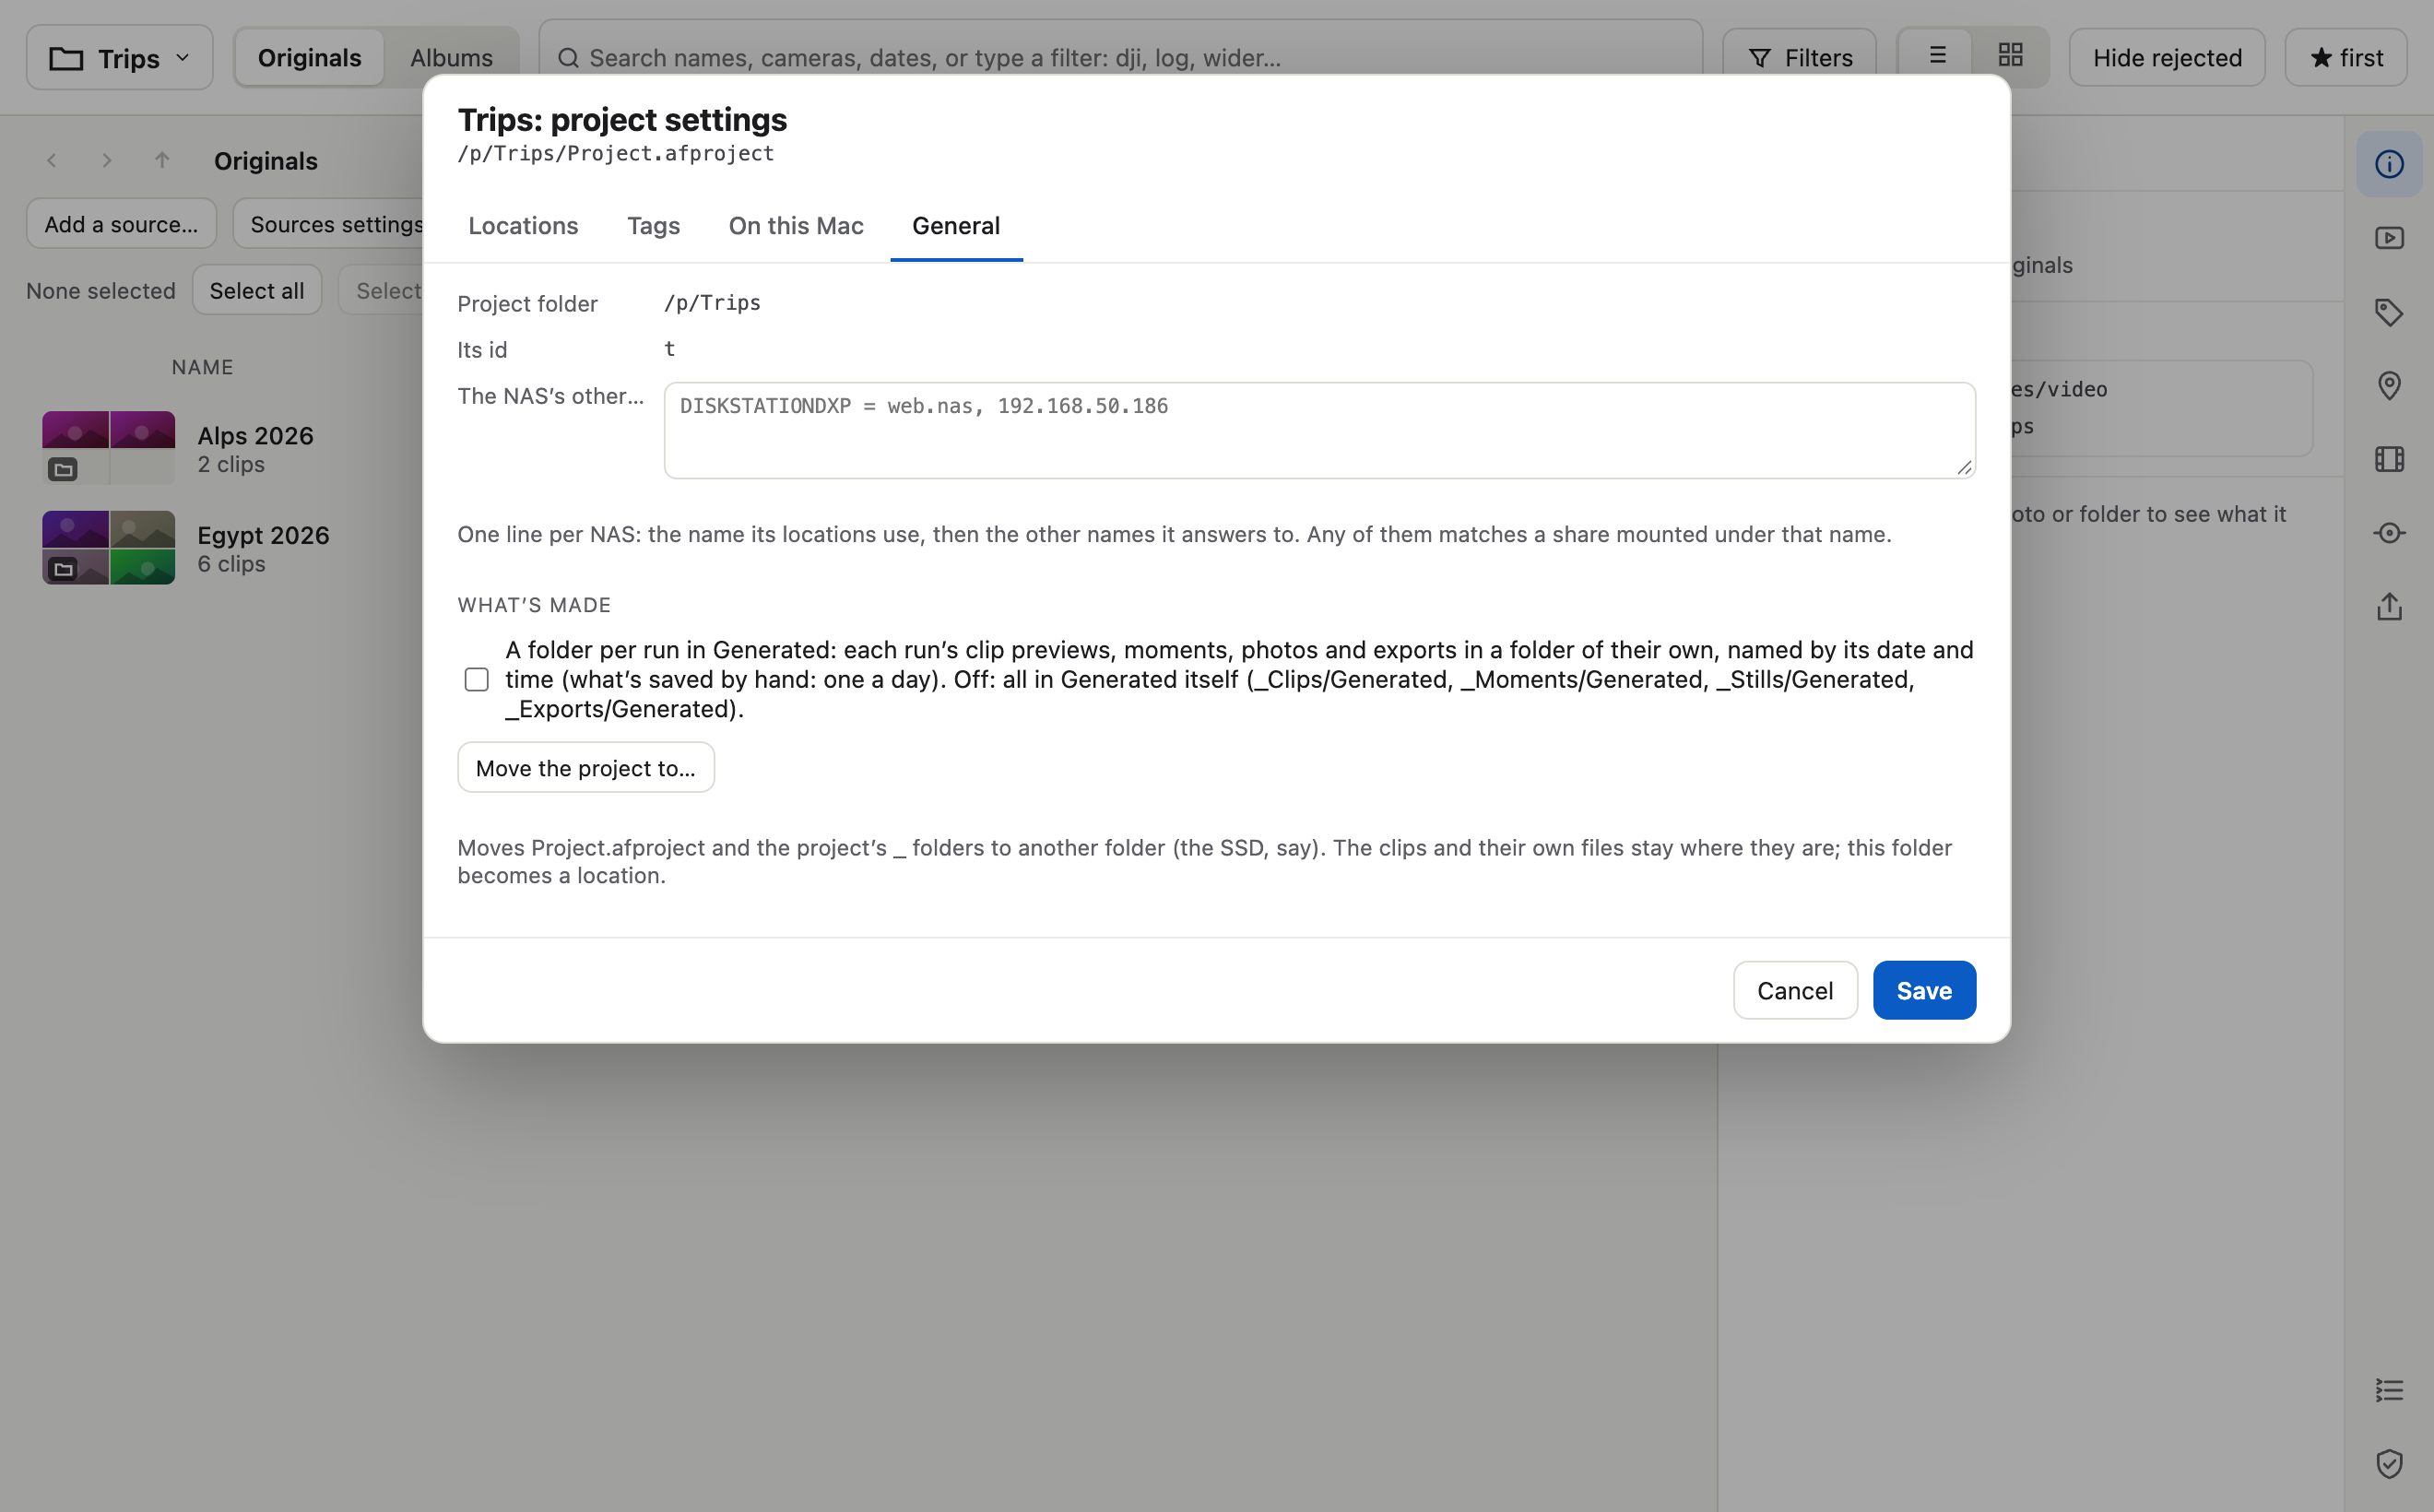 Trips
Originals
Albums
Search names, cameras, dates, or type a filter: dji, log, wider...
Filters
Hide rejected
★ first
Originals
Add a source...
Sources settings
None selected
Select all
Select
NAME
Alps 2026
2 clips
Egypt 2026
6 clips
Trips: project settings
/p/Trips/Project.afproject
Locations
Tags
On this Mac
General
Project folder
/p/Trips
Its id
t
The NAS’s other...
DISKSTATIONDXP = web.nas, 192.168.50.186
One line per NAS: the name its locations use, then the other names it answers to. Any of them matches a share mounted under that name.
WHAT’S MADE
A folder per run in Generated: each run’s clip previews, moments, photos and exports in a folder of their own, named by its date and
time (what’s saved by hand: one a day). Off: all in Generated itself (_Clips/Generated, _Moments/Generated, _Stills/Generated,
_Exports/Generated).
Move the project to...
Moves Project.afproject and the project’s _ folders to another folder (the SSD, say). The clips and their own files stay where they are; this folder
becomes a location.
Cancel
Save
ginals
es/video
ps
oto or folder to see what it